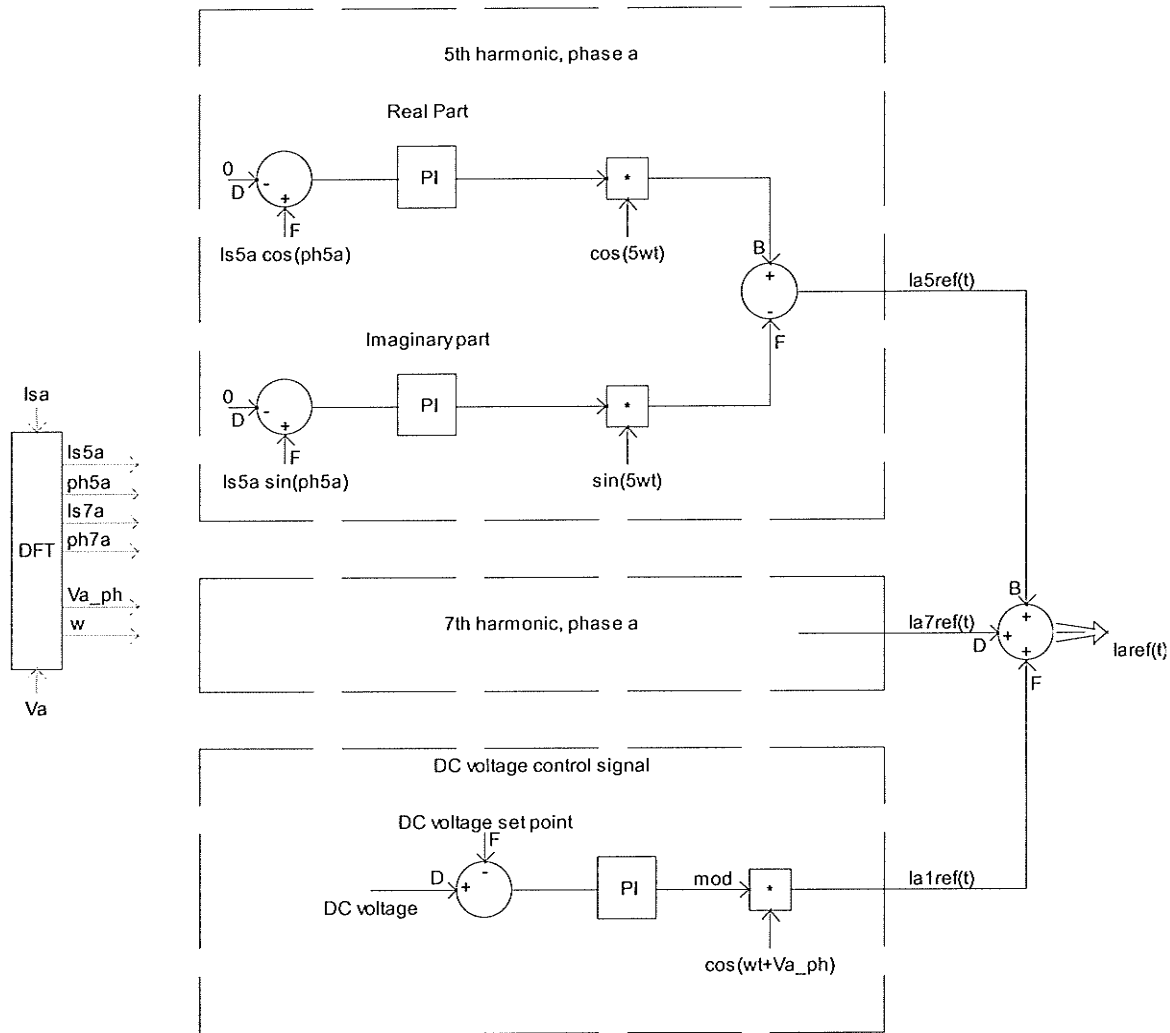 5th harmonic, phase a
Real Part
0
D
-
+
F
PI
*
Is5a cos(ph5a)
cos(5wt)
B
+
-
F
Ia5ref(t)
Imaginary part
0
D
-
+
F
PI
*
Is5a sin(ph5a)
sin(5wt)
Isa
DFT
Is5a
ph5a
Is7a
ph7a
Va_ph
w
Va
7th harmonic, phase a
Ia7ref(t)
B
+
D
+
+
F
Iaref(t)
DC voltage control signal
DC voltage set point
F
-
D
+
DC voltage
PI
mod
*
Ia1ref(t)
cos(wt+Va_ph)